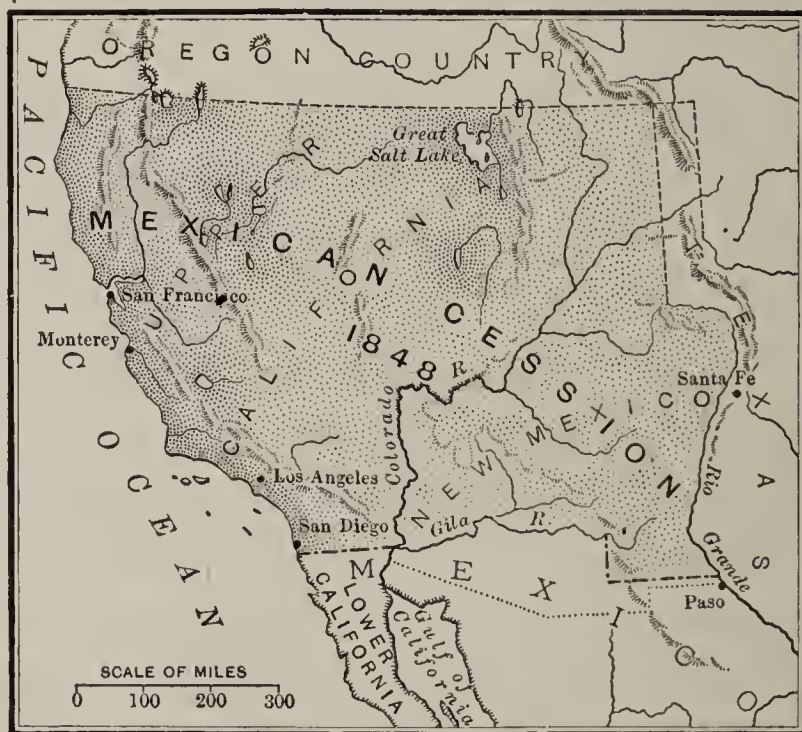 OREGON COUNTRY
PACIFIC OCEAN
Great
Salt Lake
MEXICAN CESSION
1848
UPPER CALIFORNIA
San Francisco
Monterey
TEXAS
Santa Fe
Colorado R
NEW MEXICO
Los Angeles
San Diego
Gila R
Rio Grande
Paso
MEXICO
LOWER
CALIFORNIA
Gulf of
California
SCALE OF MILES
0 100 200 300